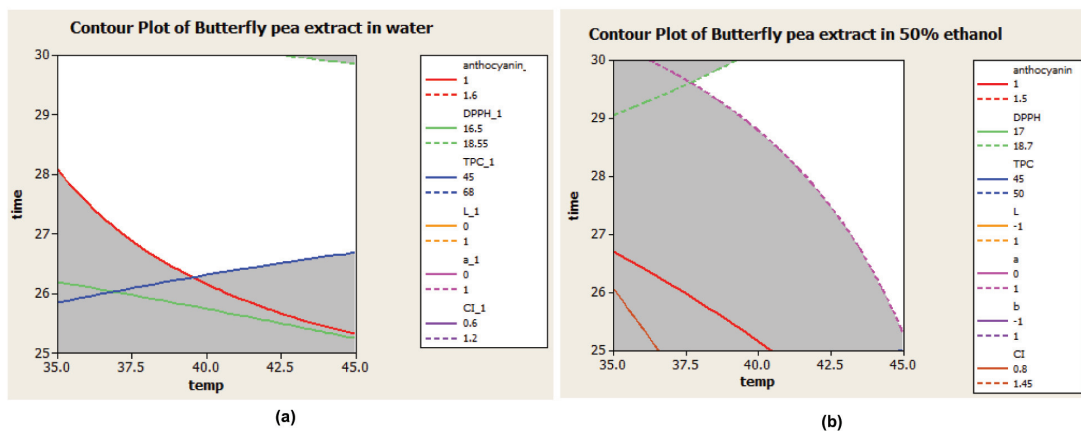 Contour Plot of Butterfly pea extract in water
30
29
28
27
26
25
time
35.0
37.5
40.0
42.5
45.0
temp
anthocyanin_
1
1.6
DPPH_1
16.5
18.55
TPC_1
45
68
L_1
0
1
a_1
0
1
CI_1
0.6
1.2
(a)
Contour Plot of Butterfly pea extract in 50% ethanol
30
29
28
27
26
25
time
35.0
37.5
40.0
42.5
45.0
temp
anthocyanin
1
1.5
DPPH
17
18.7
TPC
45
50
L
-1
1
a
0
1
b
-1
1
CI
0.8
1.45
(b)